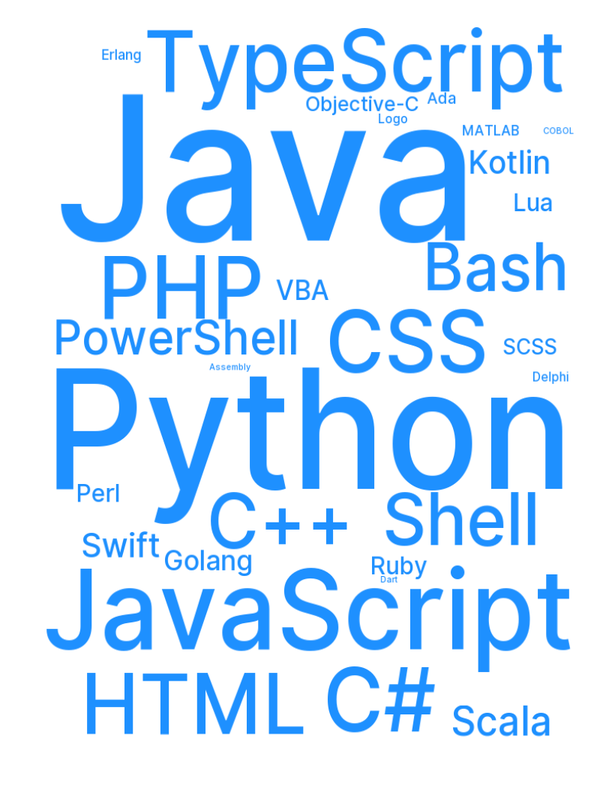 TypeScript
Erlang
Objective-C
Ada
Logo
Java
MATLAB
COBOL
Kotlin
Lua
Bash
PHP
VBA
PowerShell
CSS
SCSS
Assembly
Delphi
Python
Perl
C++
Shell
Swift
Golang
Ruby
Dart
JavaScript
HTML
C#
Scala